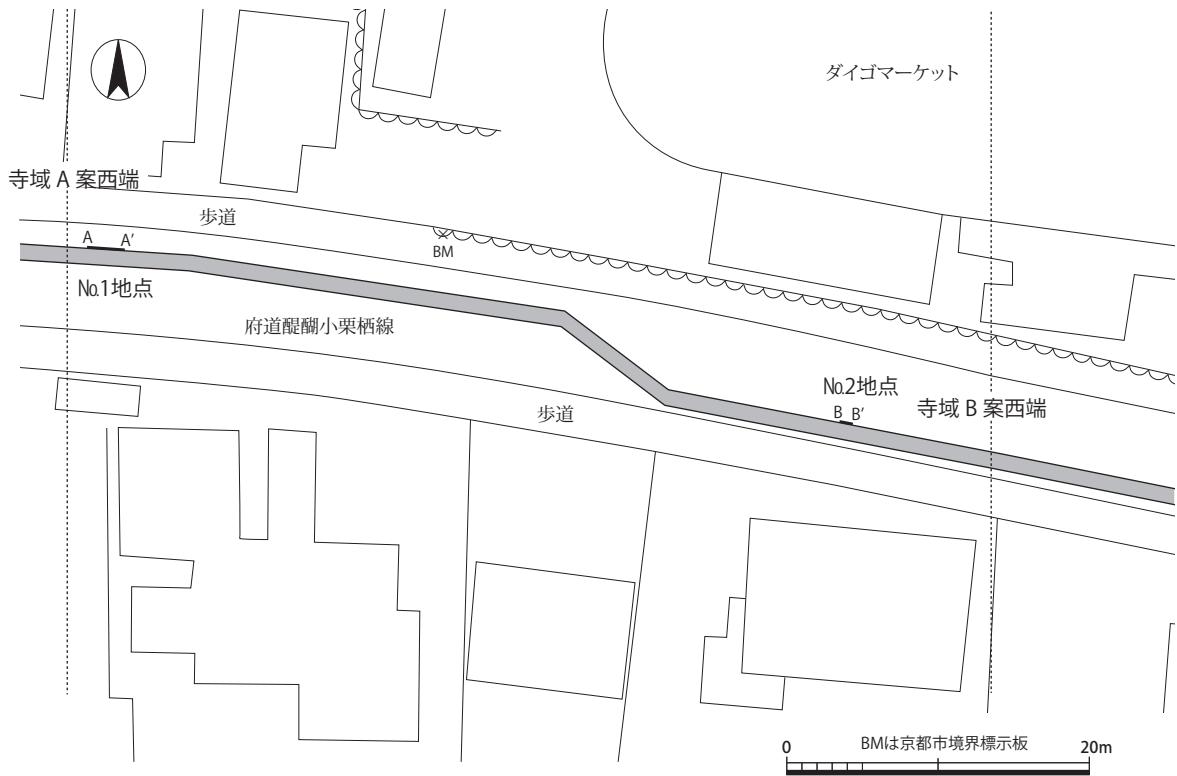 ダイゴマーケット
寺域 A 案西端
歩道
A
A'
BM
№1地点
府道醍醐小栗栖線
№2地点
寺域 B 案西端
B
B'
歩道
BMは京都市境界標示板
0
20m